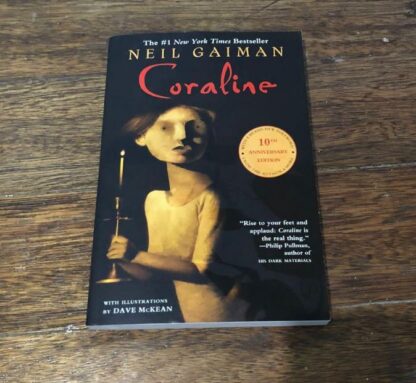 The #1 New York Times Bestseller
NEIL GAIMAN
Coraline
10TH
ANNIVERSARY
EDITION
"Rise to your feet and
applaud: Coraline is
the real thing."
—Philip Pullman,
author of
HIS DARK MATERIALS
WITH ILLUSTRATIONS
BY DAVE McKEAN